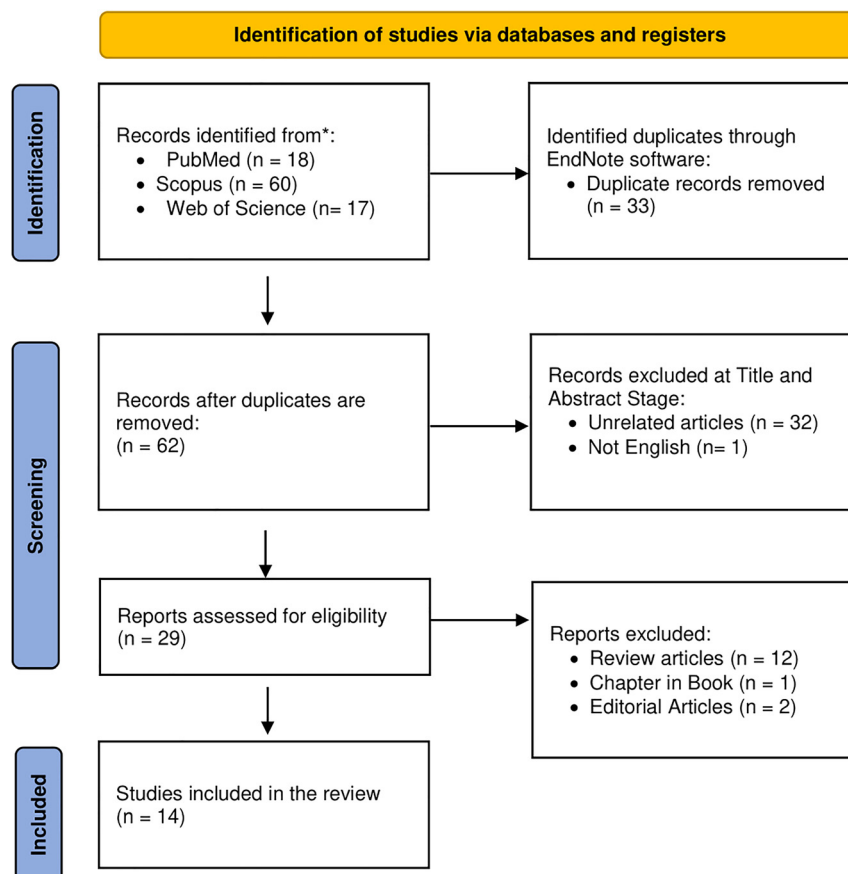 Identification of studies via databases and registers
Identification
Records identified from*:
• PubMed (n = 18)
• Scopus (n = 60)
• Web of Science (n= 17)
Identified duplicates through
EndNote software:
• Duplicate records removed
(n = 33)
Screening
Records after duplicates are
removed:
(n = 62)
Records excluded at Title and
Abstract Stage:
• Unrelated articles (n = 32)
• Not English (n= 1)
Reports assessed for eligibility
(n = 29)
Reports excluded:
• Review articles (n = 12)
• Chapter in Book (n = 1)
• Editorial Articles (n = 2)
Included
Studies included in the review
(n = 14)